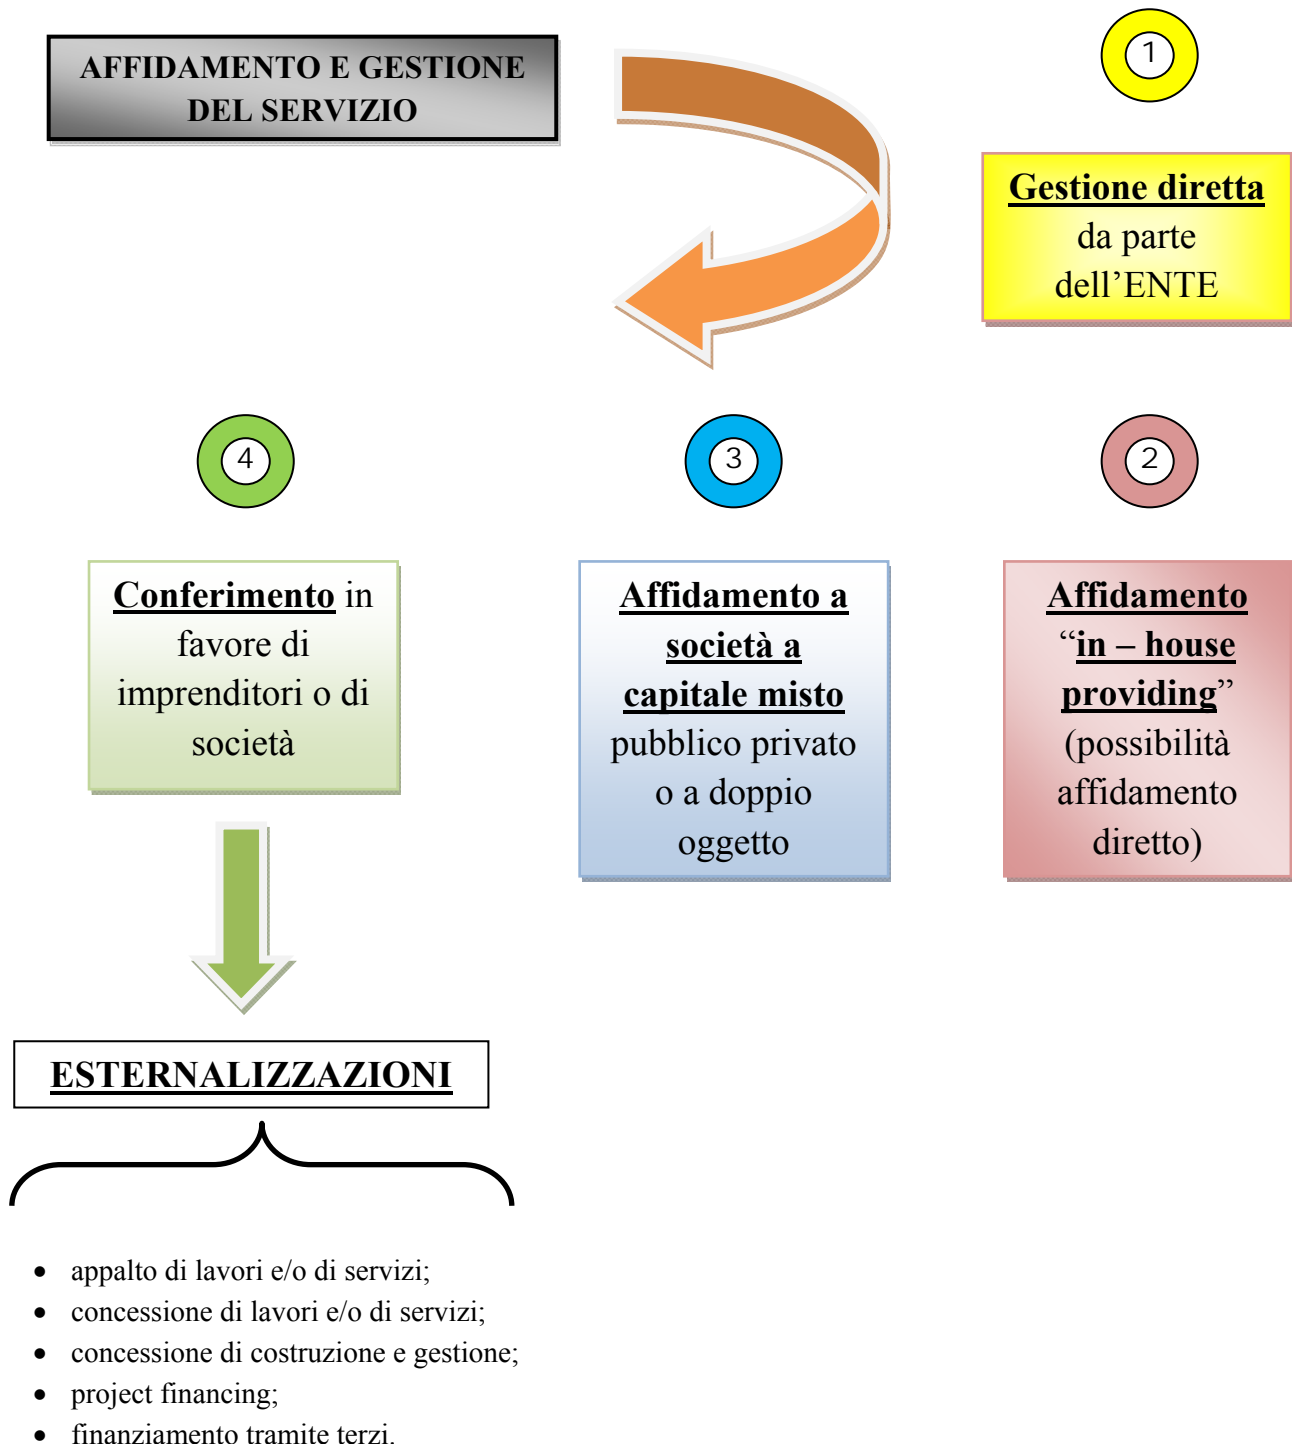 AFFIDAMENTO E GESTIONE
DEL SERVIZIO
1
Gestione diretta
da parte
dell’ENTE
4
3
2
Conferimento in
favore di
imprenditori o di
società
Affidamento a
società a
capitale misto
pubblico privato
o a doppio
oggetto
Affidamento
“in – house
providing”
(possibilità
affidamento
diretto)
ESTERNALIZZAZIONI
• appalto di lavori e/o di servizi;
• concessione di lavori e/o di servizi;
• concessione di costruzione e gestione;
• project financing;
• finanziamento tramite terzi.